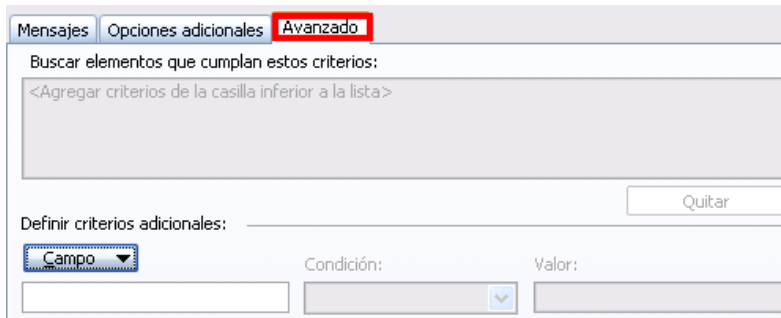 Mensajes Opciones adicionales Avanzado
Buscar elementos que cumplan estos criterios:
<Agregar criterios de la casilla inferior a la lista>
Quitar
Definir criterios adicionales:
Campo
Condición:
Valor: